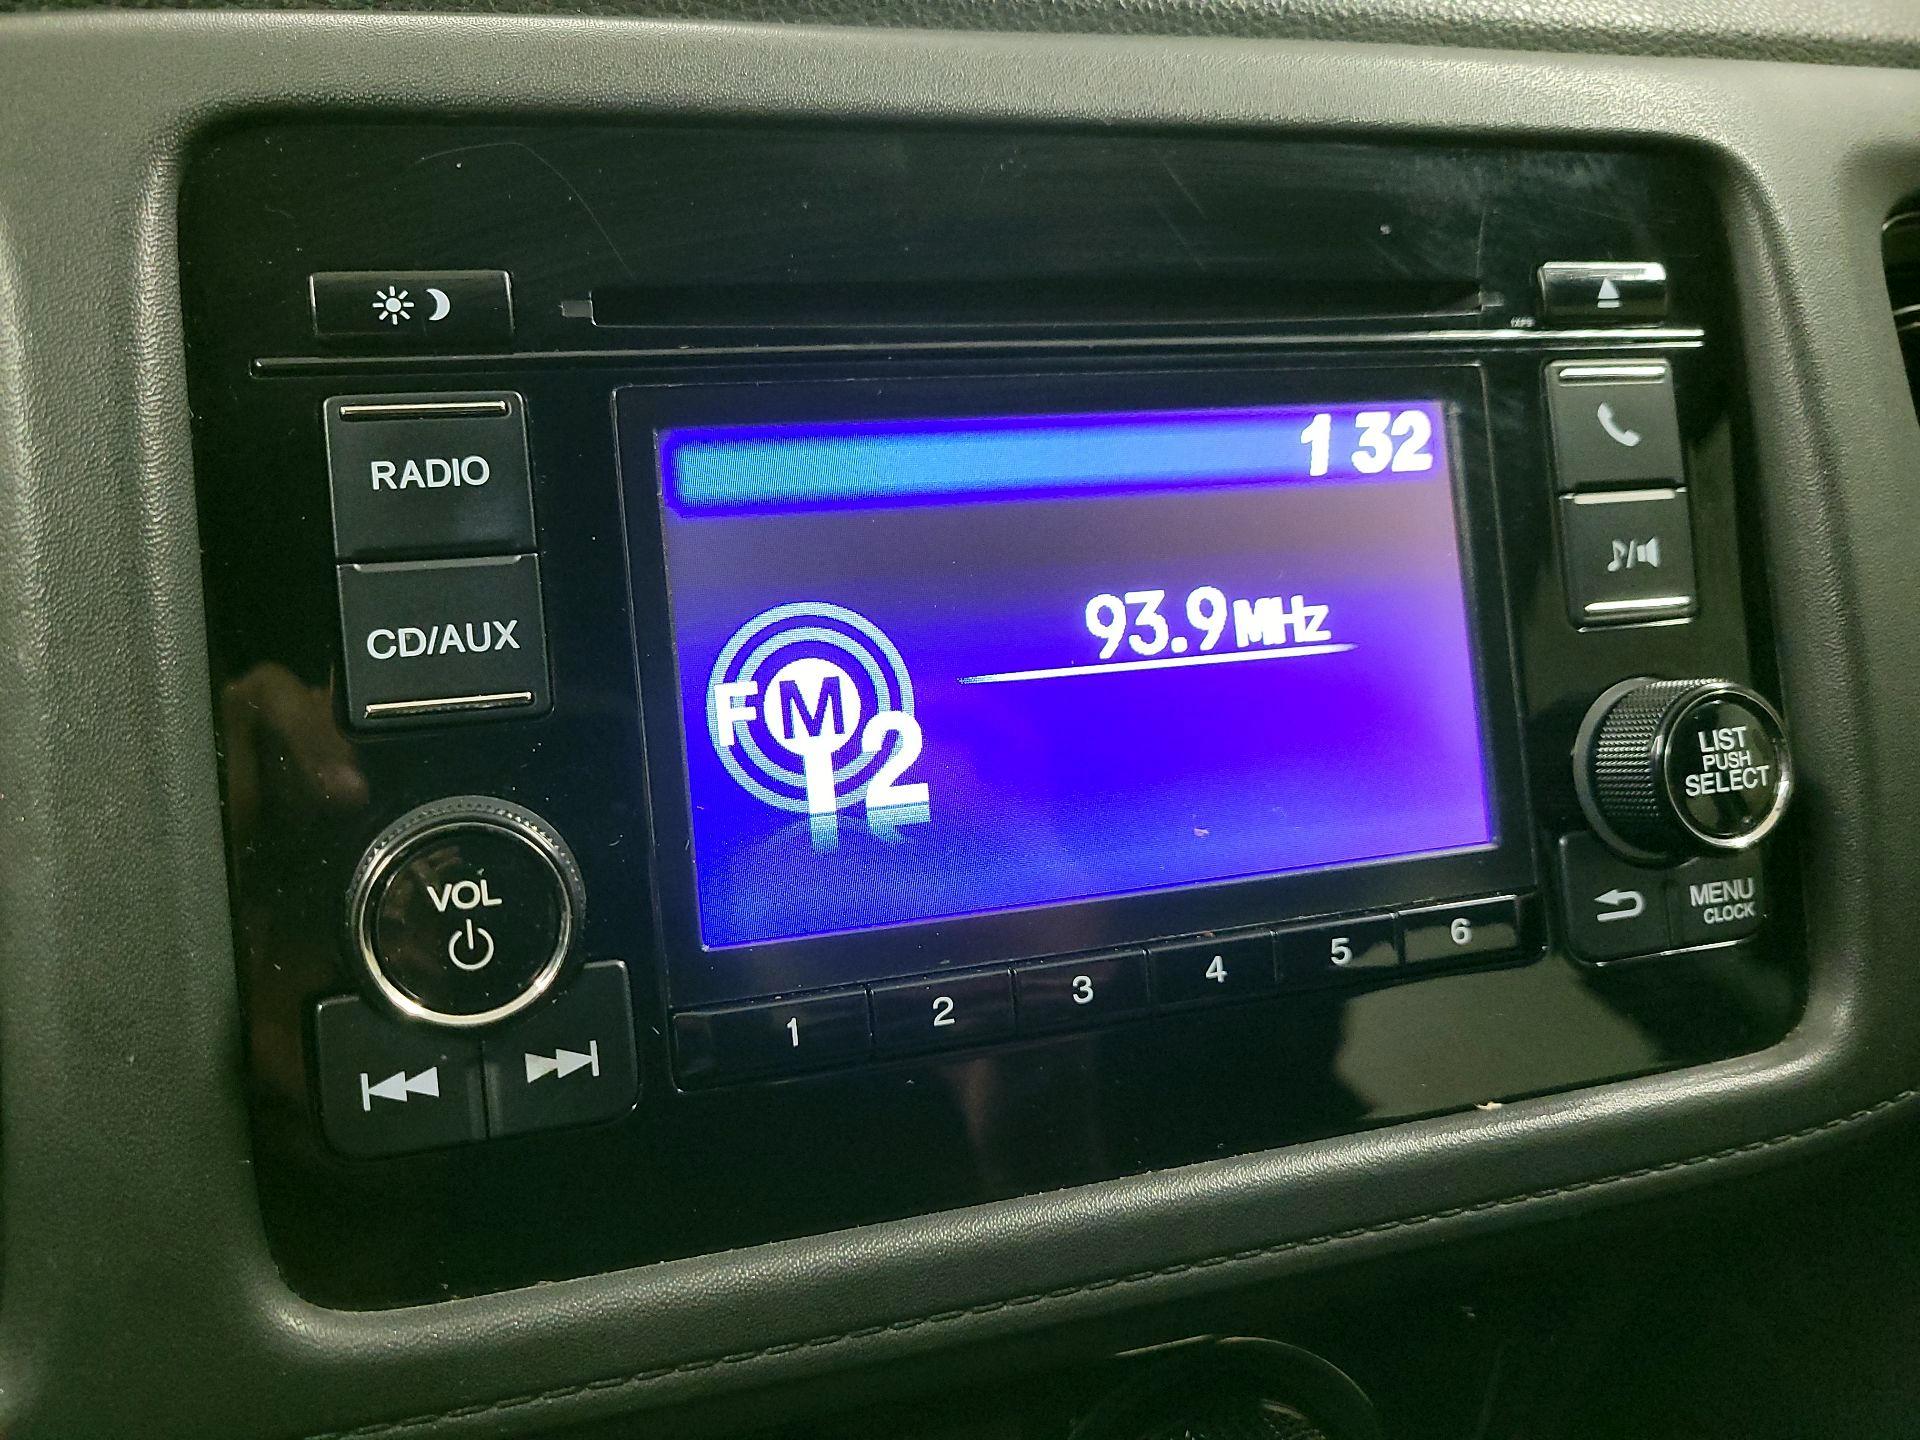 1 32
RADIO
CD/AUX
93.9MHz
FM
2
LIST
PUSH
SELECT
VOL
MENU
CLOCK
1
2
3
4
5
6